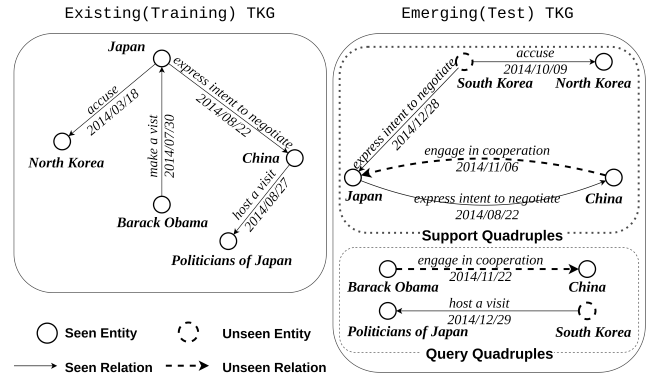 Existing(Training) TKG
Japan
accuse
2014/03/18
express intent to negotiate
2014/08/22
make a visit
2014/07/30
North Korea
China
host a visit
2014/08/27
Barack Obama
Politicians of Japan
Emerging(Test) TKG
accuse
2014/10/09
South Korea
North Korea
express intent to negotiate
2014/12/28
engage in cooperation
2014/11/06
Japan
China
express intent to negotiate
2014/08/22
Support Quadruples
engage in cooperation
2014/11/22
Barack Obama
China
host a visit
2014/12/29
Politicians of Japan
South Korea
Query Quadruples
Seen Entity
Unseen Entity
Seen Relation
Unseen Relation